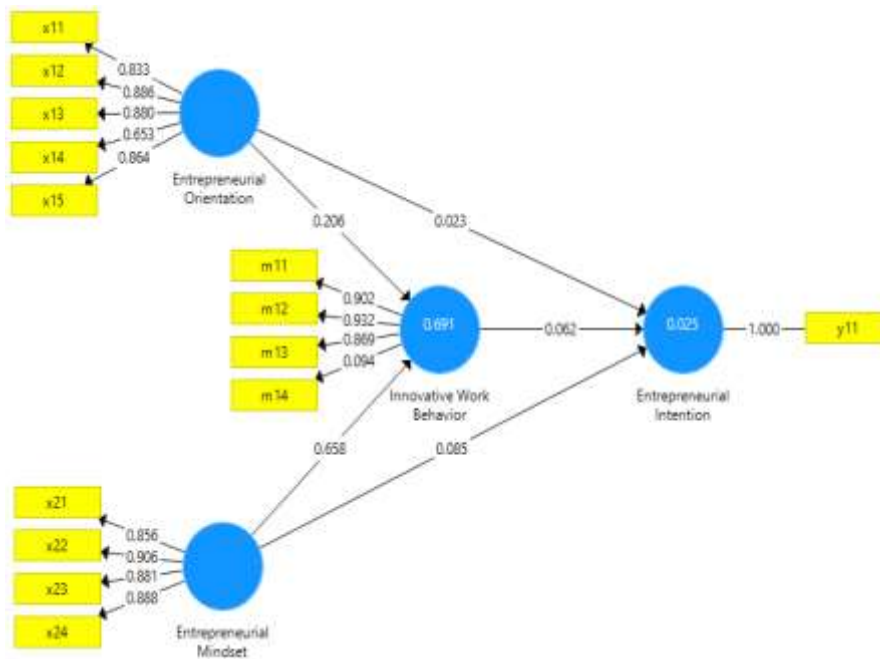 x11
0.833
x12
0.886
x13
0.880
0.653
x14
0.864
x15
Entrepreneurial
Orientation
0.206
0.023
m11
0.902
m12
0.932
m13
0.869
0.094
m14
0.691
Innovative Work
Behavior
0.062
0.025
Entrepreneurial
Intention
1.000
y11
0.658
0.085
x21
0.856
x22
0.906
0.881
x23
0.888
x24
Entrepreneurial
Mindset